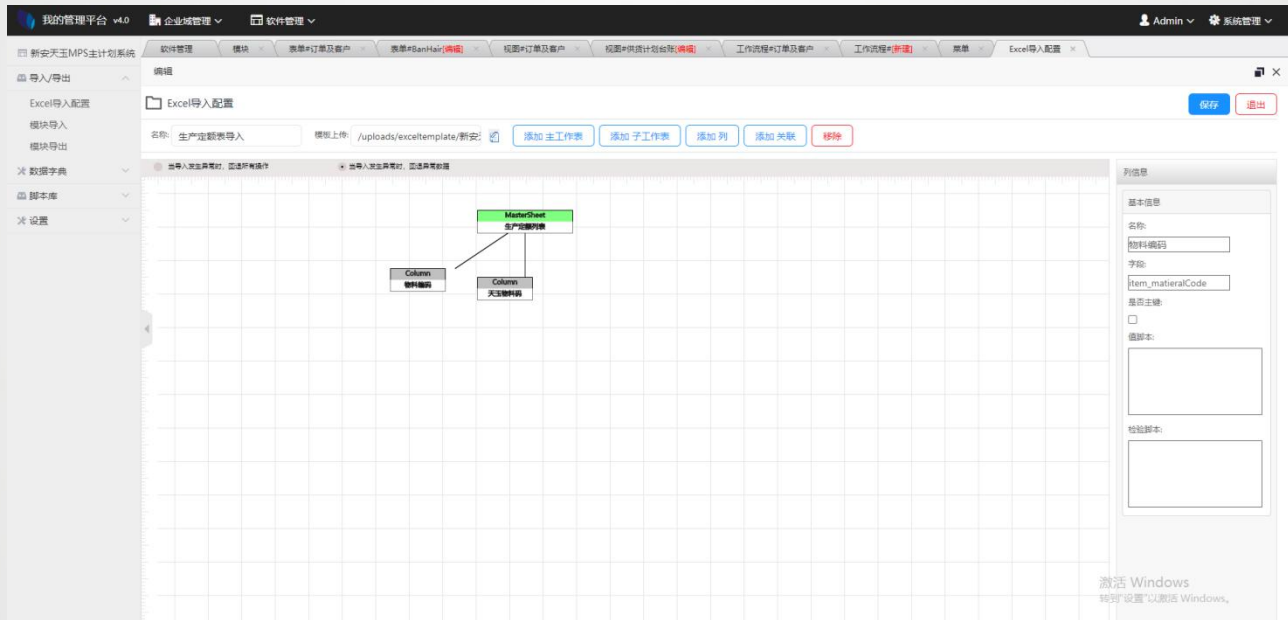 我的管理平台 v4.0 企业域管理 软件管理 Admin 系统管理
新安天玉MPS主计划系统 软件管理 模块 表单#订单及客户 表单#BanHair[编辑] 视图#订单及客户 视图#供货计划台账[编辑] 工作流程#订单及客户 工作流程#[新建] 菜单 Excel导入配置
导入/导出
Excel导入配置
模块导入
模块导出
数据字典
脚本库
设置
编辑
Excel导入配置 保存 退出
名称: 生产定额表导入 模板上传: /uploads/exceltemplate/新安 添加 主工作表 添加 子工作表 添加 列 添加 关联 移除
当导入发生异常时，回退所有操作 当导入发生异常时，回退异常数据
MasterSheet
生产定额列表
Column
物料编码
Column
天玉物料码
列信息
基本信息
名称:
物料编码
字段:
item_matieralCode
是否主键:
值脚本:
检验脚本:
激活 Windows
转到"设置"以激活 Windows。